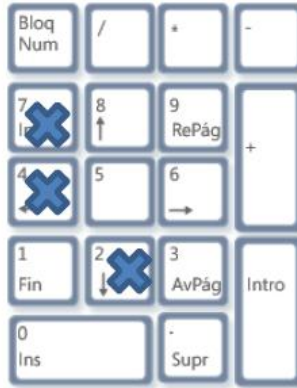 Bloq Num / * -
7 8 ↑ 9 RePág +
4 5 6 →
1 Fin 2 ↓ 3 AvPág Intro
0 Ins . Supr